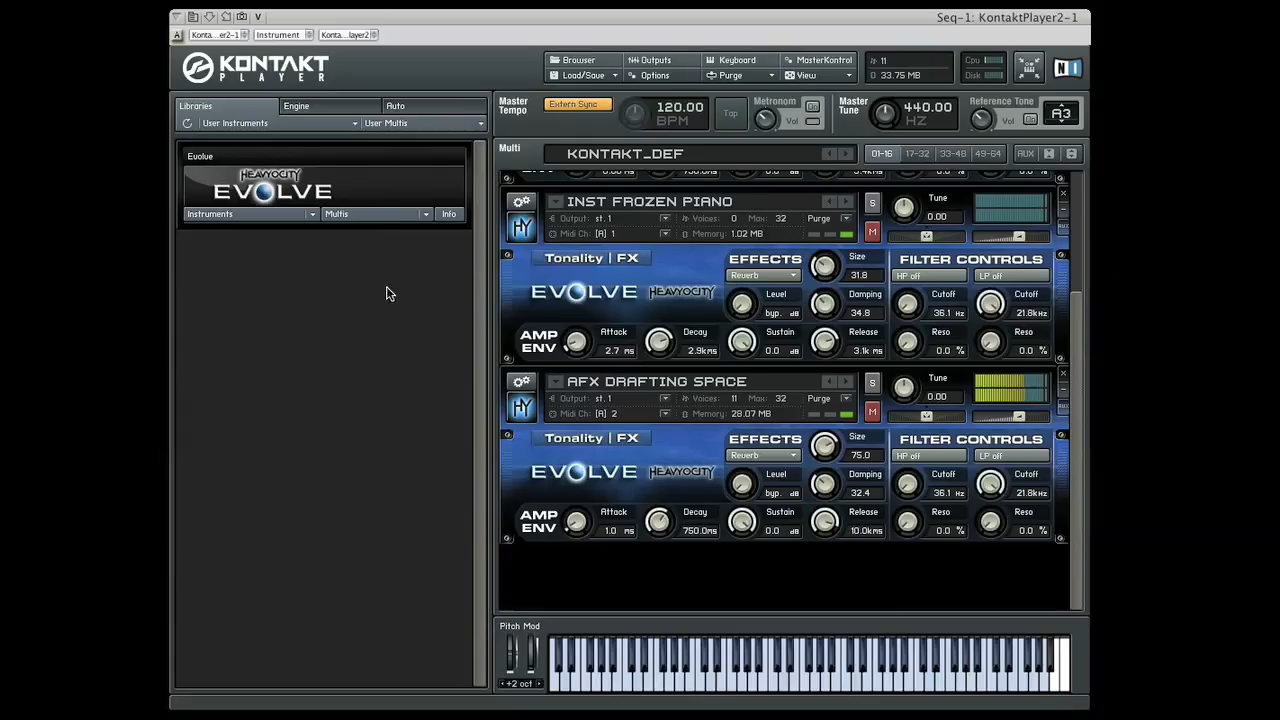 V
Seq-1: KontaktPlayer2-1
A
Konta...er2-1
Instrument
Konta...layer2
KONTAKT
PLAYER
Browser
Outputs
Keyboard
MasterKontrol
Load/Save
Options
Purge
View
11
33.75 MB
Cpu
Disk
NI
Libraries
Engine
Auto
User Instruments
User Multis
Master
Tempo
Extern Sync
120.00
BPM
Tap
Metronom
Vol
Master
Tune
440.00
HZ
Reference Tone
Vol
A3
Multi
KONTAKT_DEF
01-16
17-32
33-48
49-64
AUX
Evolve
HEAVYOCITY
EVOLVE
Instruments
Multis
Info
INST FROZEN PIANO
S
M
Tune
0.00
Output: st.1
Voices: 0
Max: 32
Purge
Midi Ch: [A] 1
Memory: 1.02 MB
HY
Tonality | FX
EVOLVE HEAVYOCITY
EFFECTS
Reverb
Size
31.8
Level
byp. dB
Damping
34.8
FILTER CONTROLS
HP off
LP off
Cutoff
36.1 Hz
Cutoff
21.8kHz
AMP
ENV
Attack
2.7 ms
Decay
2.9kms
Sustain
0.0 dB
Release
3.1k ms
Reso
0.0 %
Reso
0.0 %
AFX DRAFTING SPACE
S
M
Tune
0.00
Output: st.1
Voices: 11
Max: 32
Purge
Midi Ch: [A] 2
Memory: 28.07 MB
HY
Tonality | FX
EVOLVE HEAVYOCITY
EFFECTS
Reverb
Size
75.0
Level
byp. dB
Damping
32.4
FILTER CONTROLS
HP off
LP off
Cutoff
36.1 Hz
Cutoff
21.8kHz
AMP
ENV
Attack
1.0 ms
Decay
750.0ms
Sustain
0.0 dB
Release
10.0kms
Reso
0.0 %
Reso
0.0 %
Pitch Mod
+2 oct